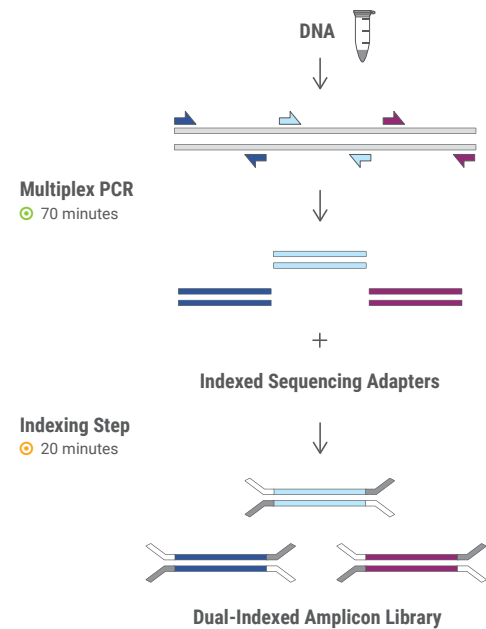 DNA
Multiplex PCR
70 minutes
+
Indexed Sequencing Adapters
Indexing Step
20 minutes
Dual-Indexed Amplicon Library